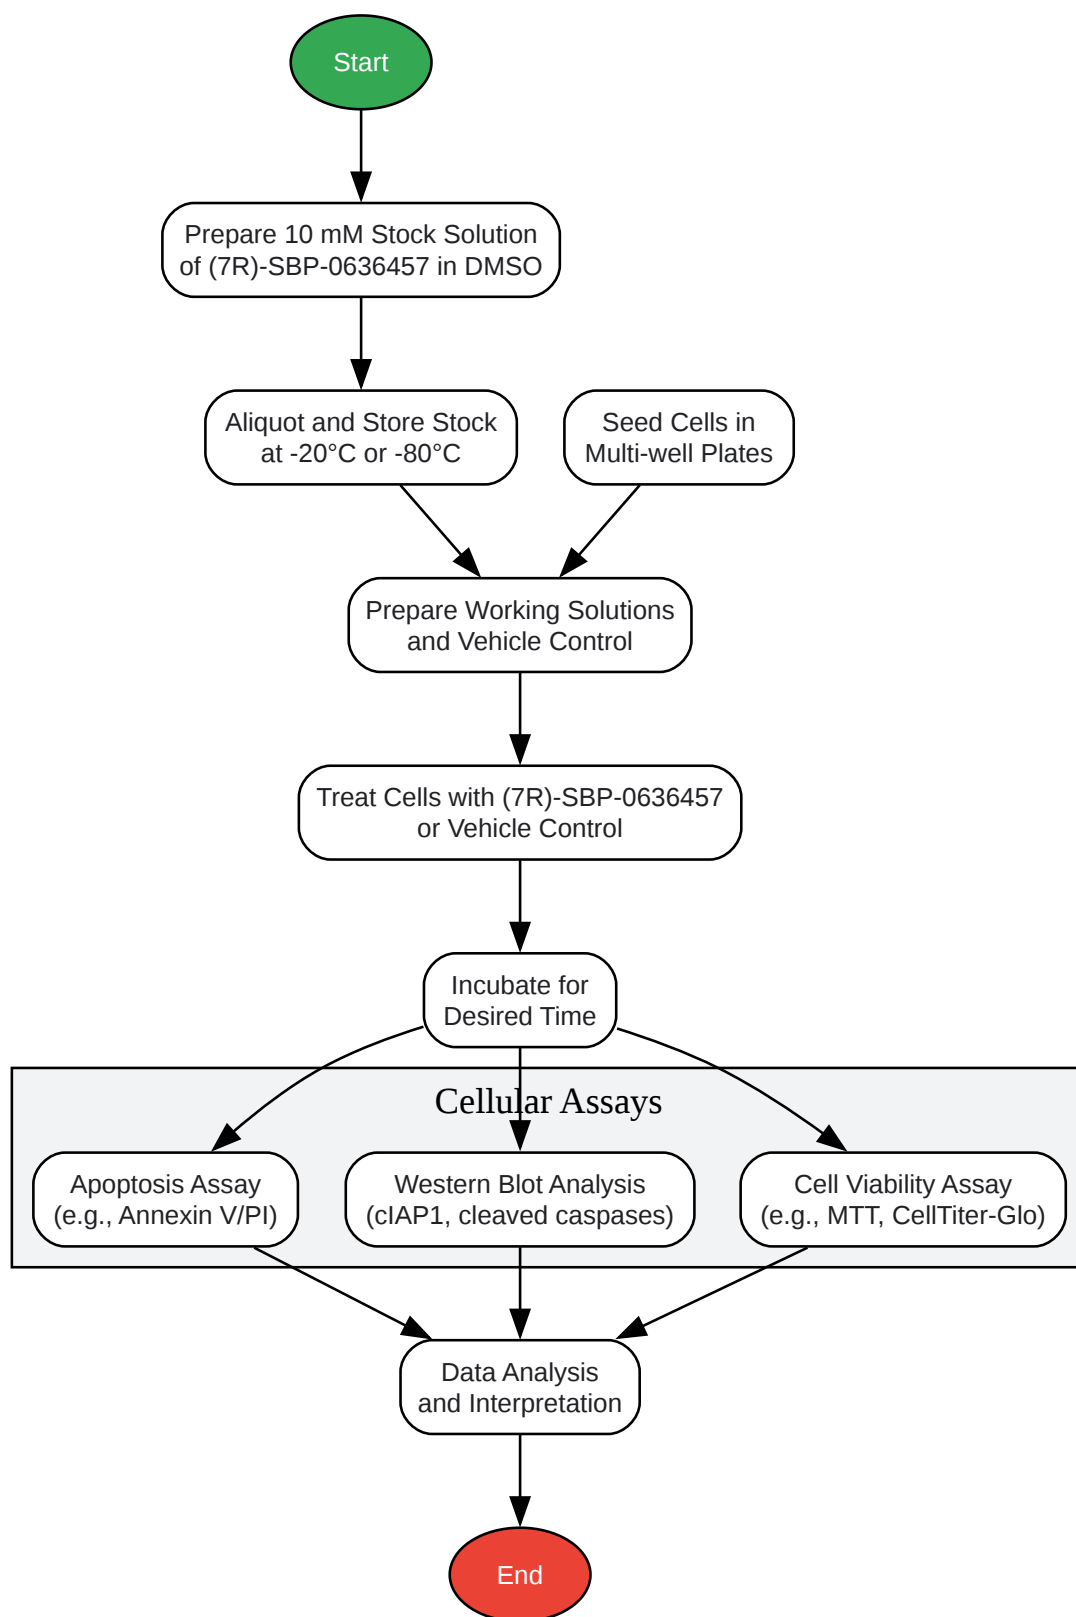 Start
Prepare 10 mM Stock Solution
of (7R)-SBP-0636457 in DMSO
Aliquot and Store Stock
at -20°C or -80°C
Seed Cells in
Multi-well Plates
Prepare Working Solutions
and Vehicle Control
Treat Cells with (7R)-SBP-0636457
or Vehicle Control
Incubate for
Desired Time
Cellular Assays
Apoptosis Assay
(e.g., Annexin V/PI)
Western Blot Analysis
(cIAP1, cleaved caspases)
Cell Viability Assay
(e.g., MTT, CellTiter-Glo)
Data Analysis
and Interpretation
End